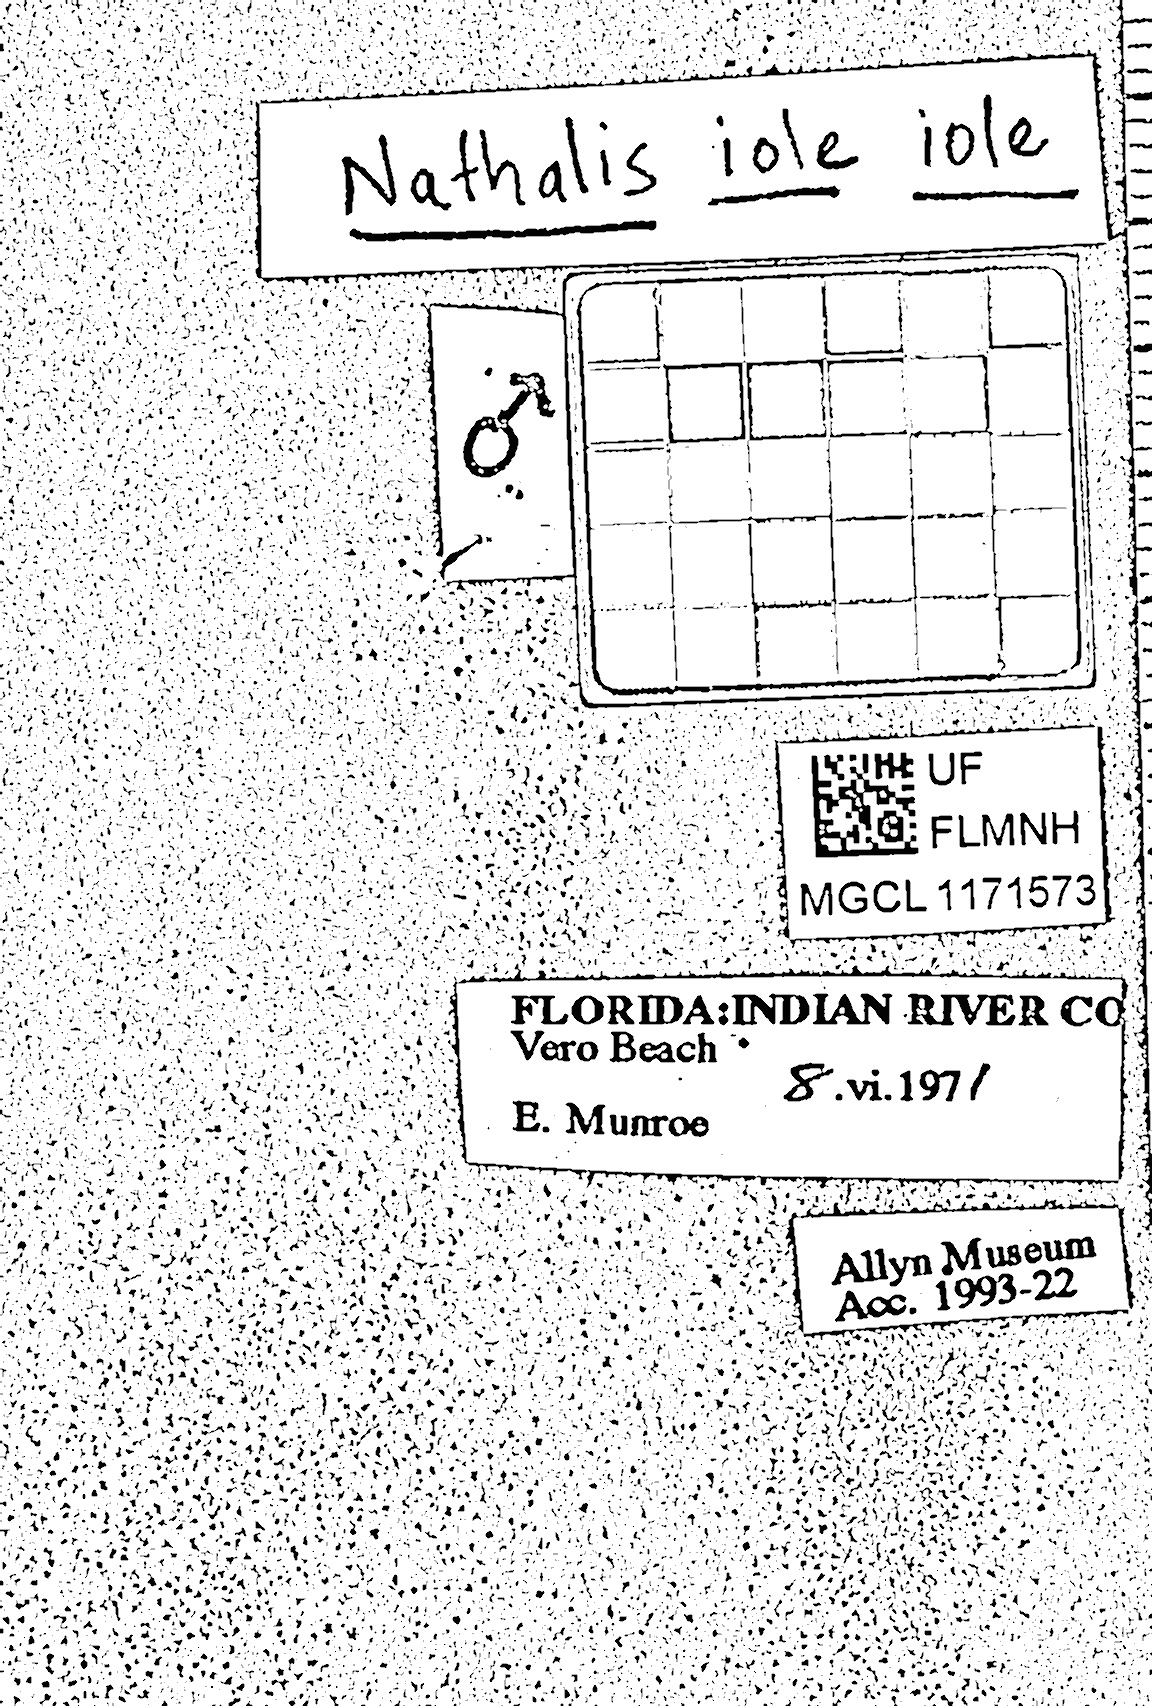 Nathalis iole iole
♂
UF
FLMNH
MGCL 1171573
FLORIDA:INDIAN RIVER CO
Vero Beach
8.vi.1971
E. Munroe
Allyn Museum
Acc. 1993-22